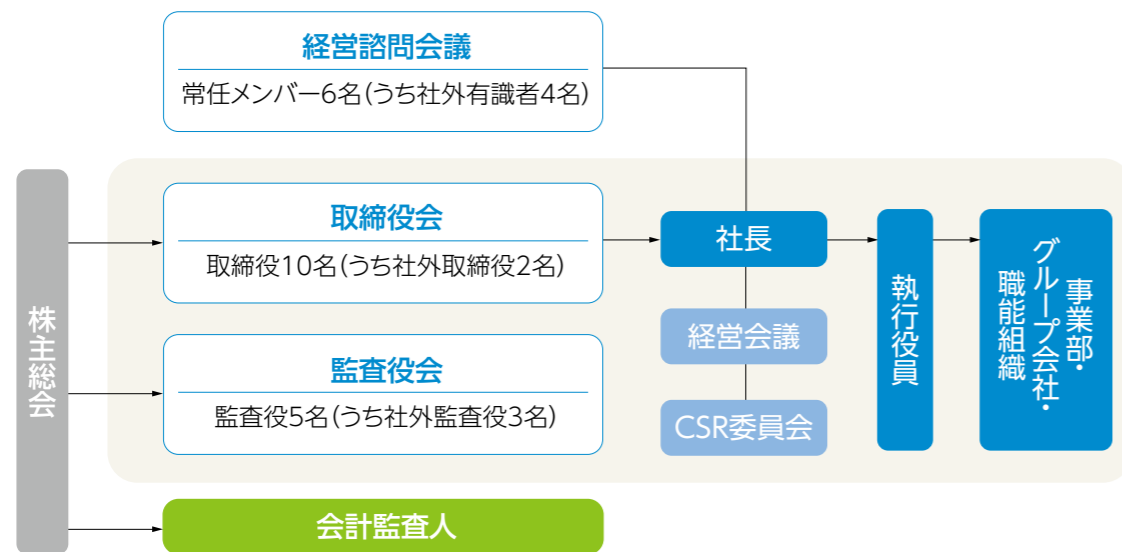 経営諮問会議
常任メンバー6名(うち社外有識者4名)
株主総会
取締役会
取締役10名(うち社外取締役2名)
監査役会
監査役5名(うち社外監査役3名)
会計監査人
社長
経営会議
CSR委員会
執行役員
事業部・
グループ会社・
職能組織